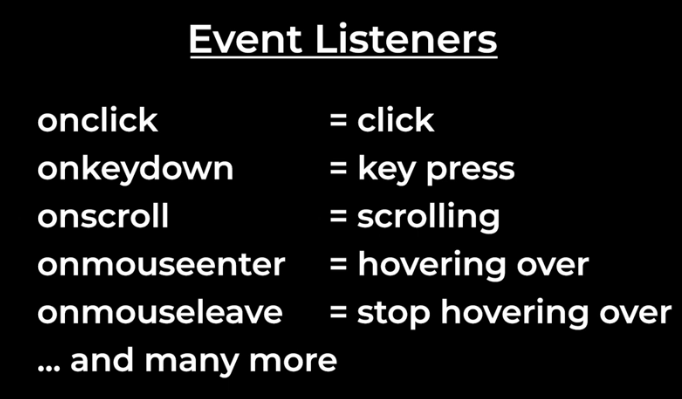 Event Listeners
onclick = click
onkeydown = key press
onscroll = scrolling
onmouseenter = hovering over
onmouseleave = stop hovering over
... and many more